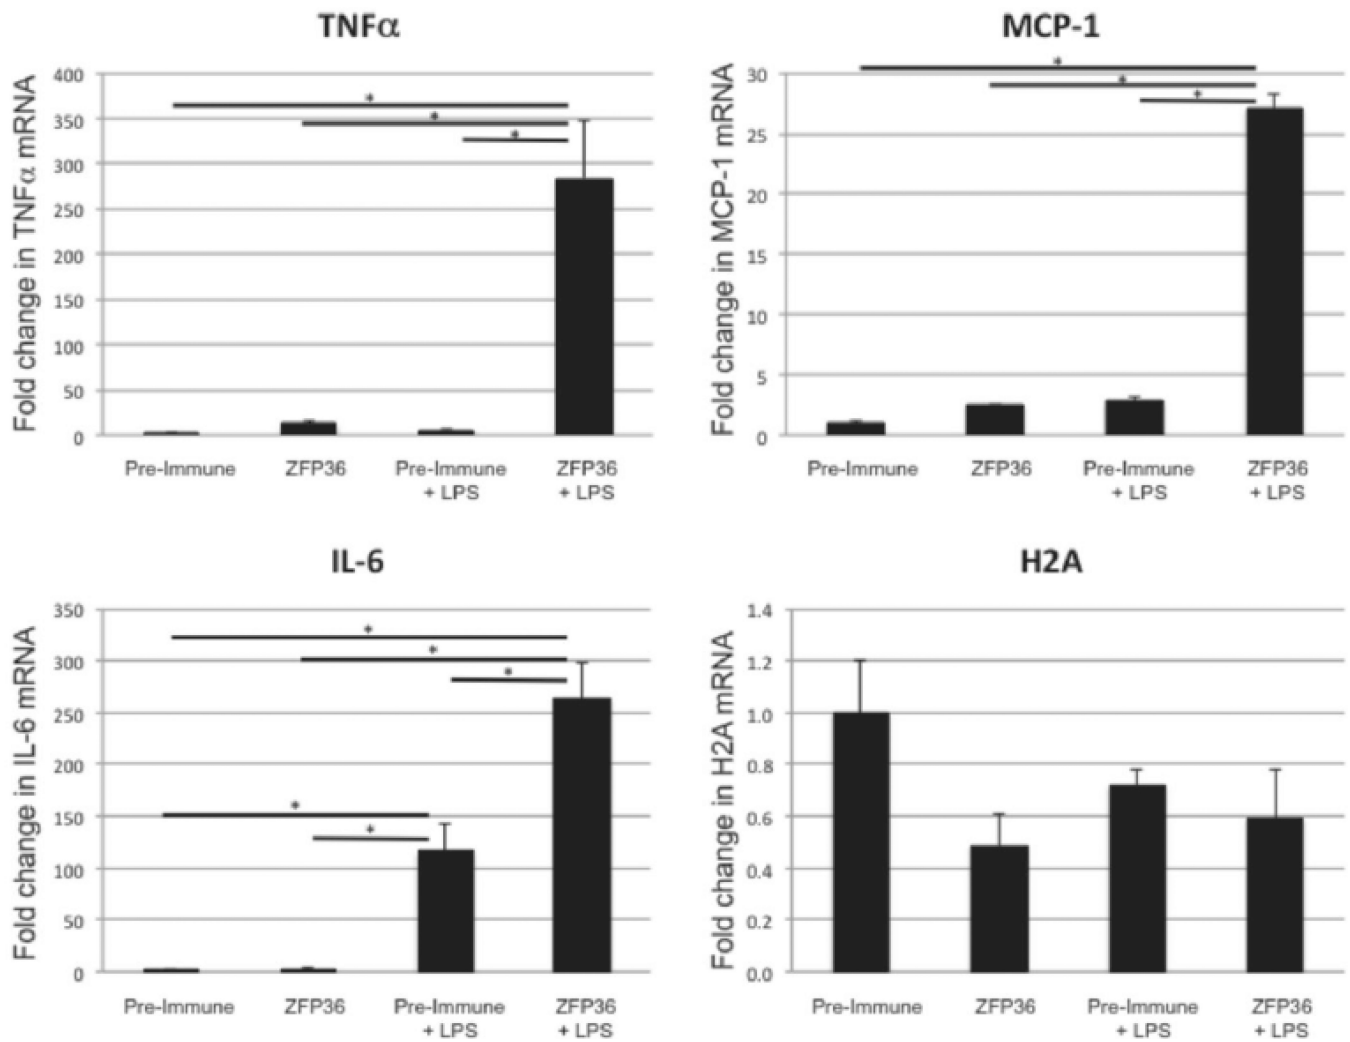 TNFα
Fold change in TNFα mRNA
400
350
300
250
200
150
100
50
0
* 
*
*
Pre-Immune
ZFP36
Pre-Immune
+ LPS
ZFP36
+ LPS
MCP-1
Fold change in MCP-1 mRNA
30
25
20
15
10
5
0
*
*
*
Pre-Immune
ZFP36
Pre-Immune
+ LPS
ZFP36
+ LPS
IL-6
Fold change in IL-6 mRNA
350
300
250
200
150
100
50
0
*
*
*
*
*
Pre-Immune
ZFP36
Pre-Immune
+ LPS
ZFP36
+ LPS
H2A
Fold change in H2A mRNA
1.4
1.2
1.0
0.8
0.6
0.4
0.2
0.0
Pre-Immune
ZFP36
Pre-Immune
+ LPS
ZFP36
+ LPS